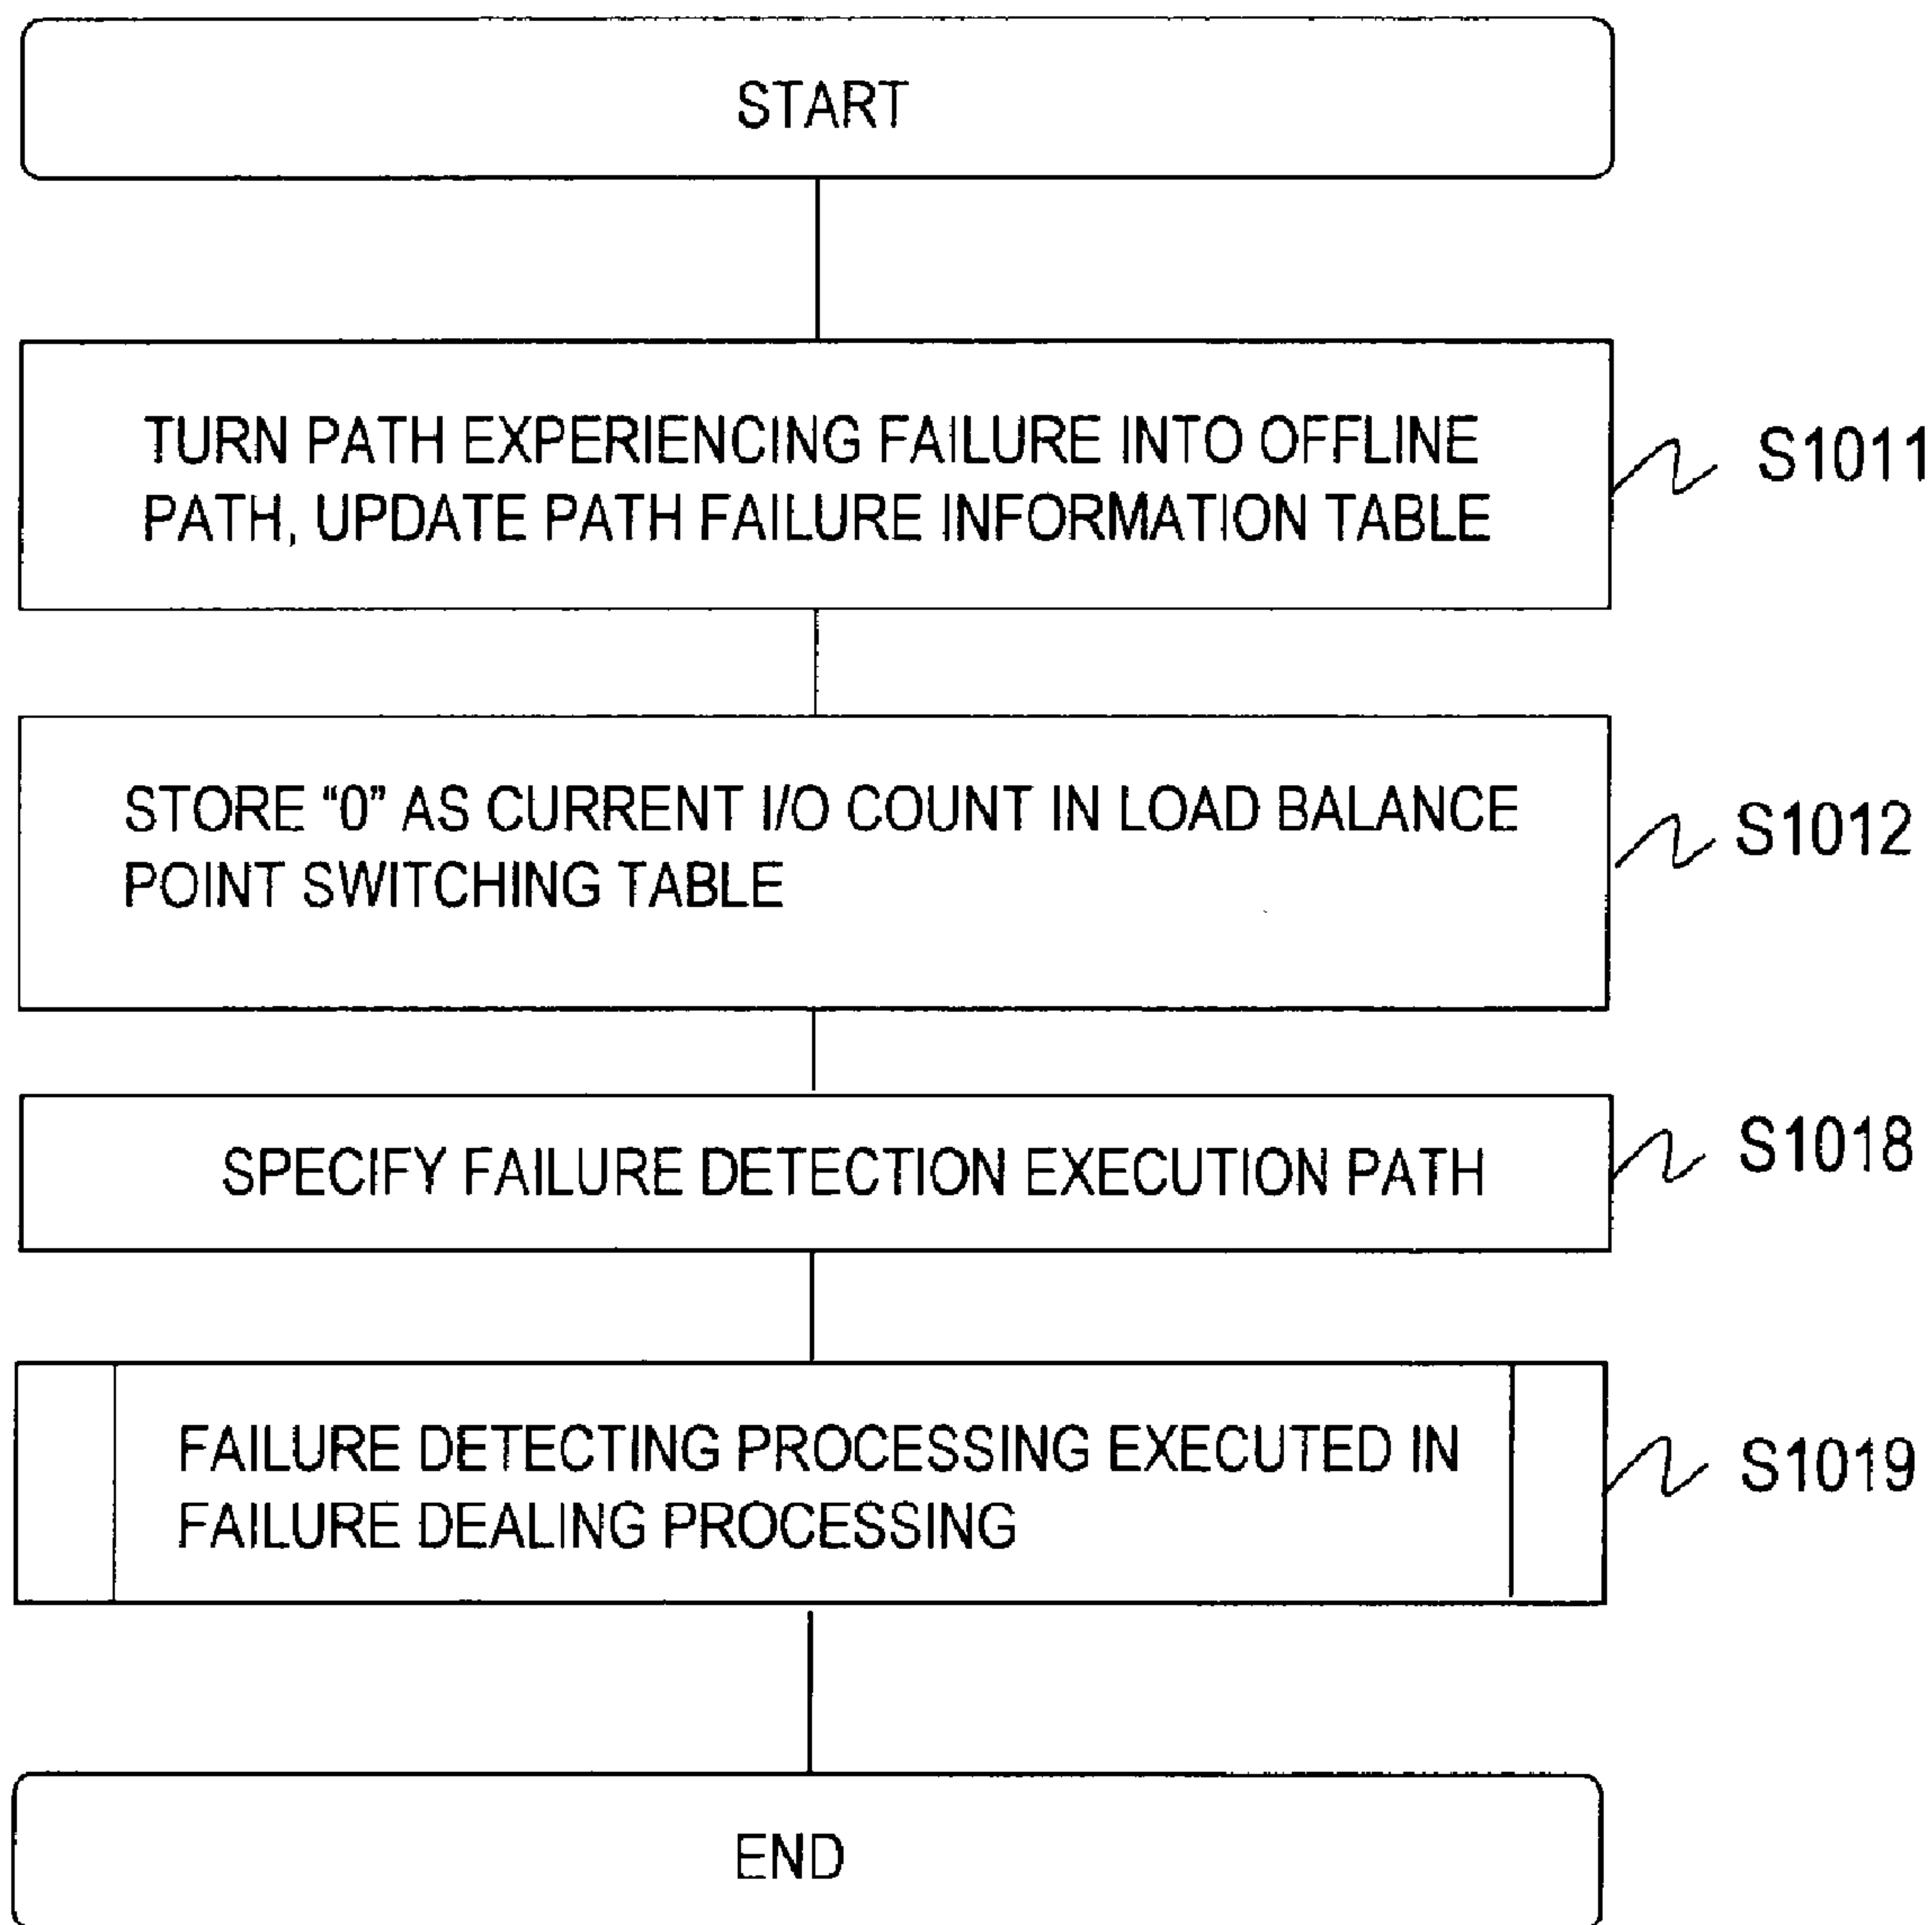 START
TURN PATH EXPERIENCING FAILURE INTO OFFLINE
PATH, UPDATE PATH FAILURE INFORMATION TABLE
S1011
STORE “0” AS CURRENT I/O COUNT IN LOAD BALANCE
POINT SWITCHING TABLE
S1012
SPECIFY FAILURE DETECTION EXECUTION PATH
S1018
FAILURE DETECTING PROCESSING EXECUTED IN
FAILURE DEALING PROCESSING
S1019
END